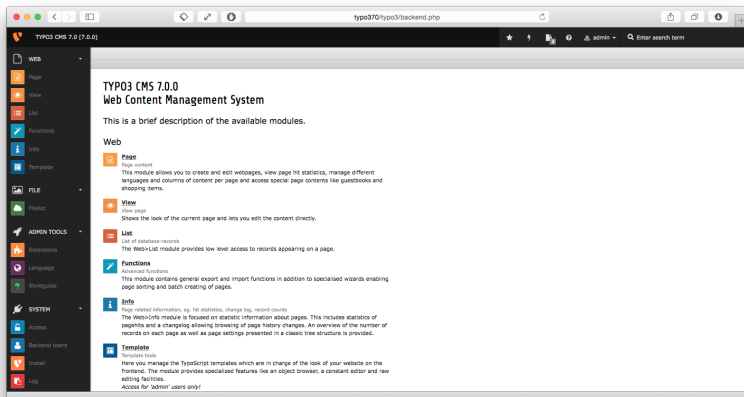 typo370/typo3/backend.php
TYPO3 CMS 7.0.0 [7.0.0]
admin
Enter search term
WEB
Page
View
List
Functions
Info
Template
FILE
Filelist
ADMIN TOOLS
Extensions
Language
Styleguide
SYSTEM
Access
Backend users
Install
Log
TYPO3 CMS 7.0.0
Web Content Management System
This is a brief description of the available modules.
Web
Page
Page content
This module allows you to create and edit webpages, view page hit statistics, manage different
languages and columns of content per page and access special page contents like guestbooks and
shopping items.
View
View page
Shows the look of the current page and lets you edit the content directly.
List
List of database-records
The Web>List module provides low level access to records appearing on a page.
Functions
Advanced functions
This module contains general export and import functions in addition to specialised wizards enabling
page sorting and batch creating of pages.
Info
Page related information, eg. hit statistics, change log, record counts
The Web>Info module is focused on statistic information about pages. This includes statistics of
pagehits and a changelog allowing browsing of page history changes. An overview of the number of
records on each page as well as page settings presented in a classic tree structure is provided.
Template
Template tools
Here you manage the TypoScript templates which are in charge of the look of your website on the
frontend. The module provides specialized features like an object browser, a constant editor and raw
editing facilities.
Access for 'admin' users only!